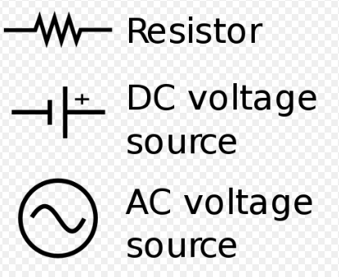 Resistor
+
DC voltage
source
AC voltage
source